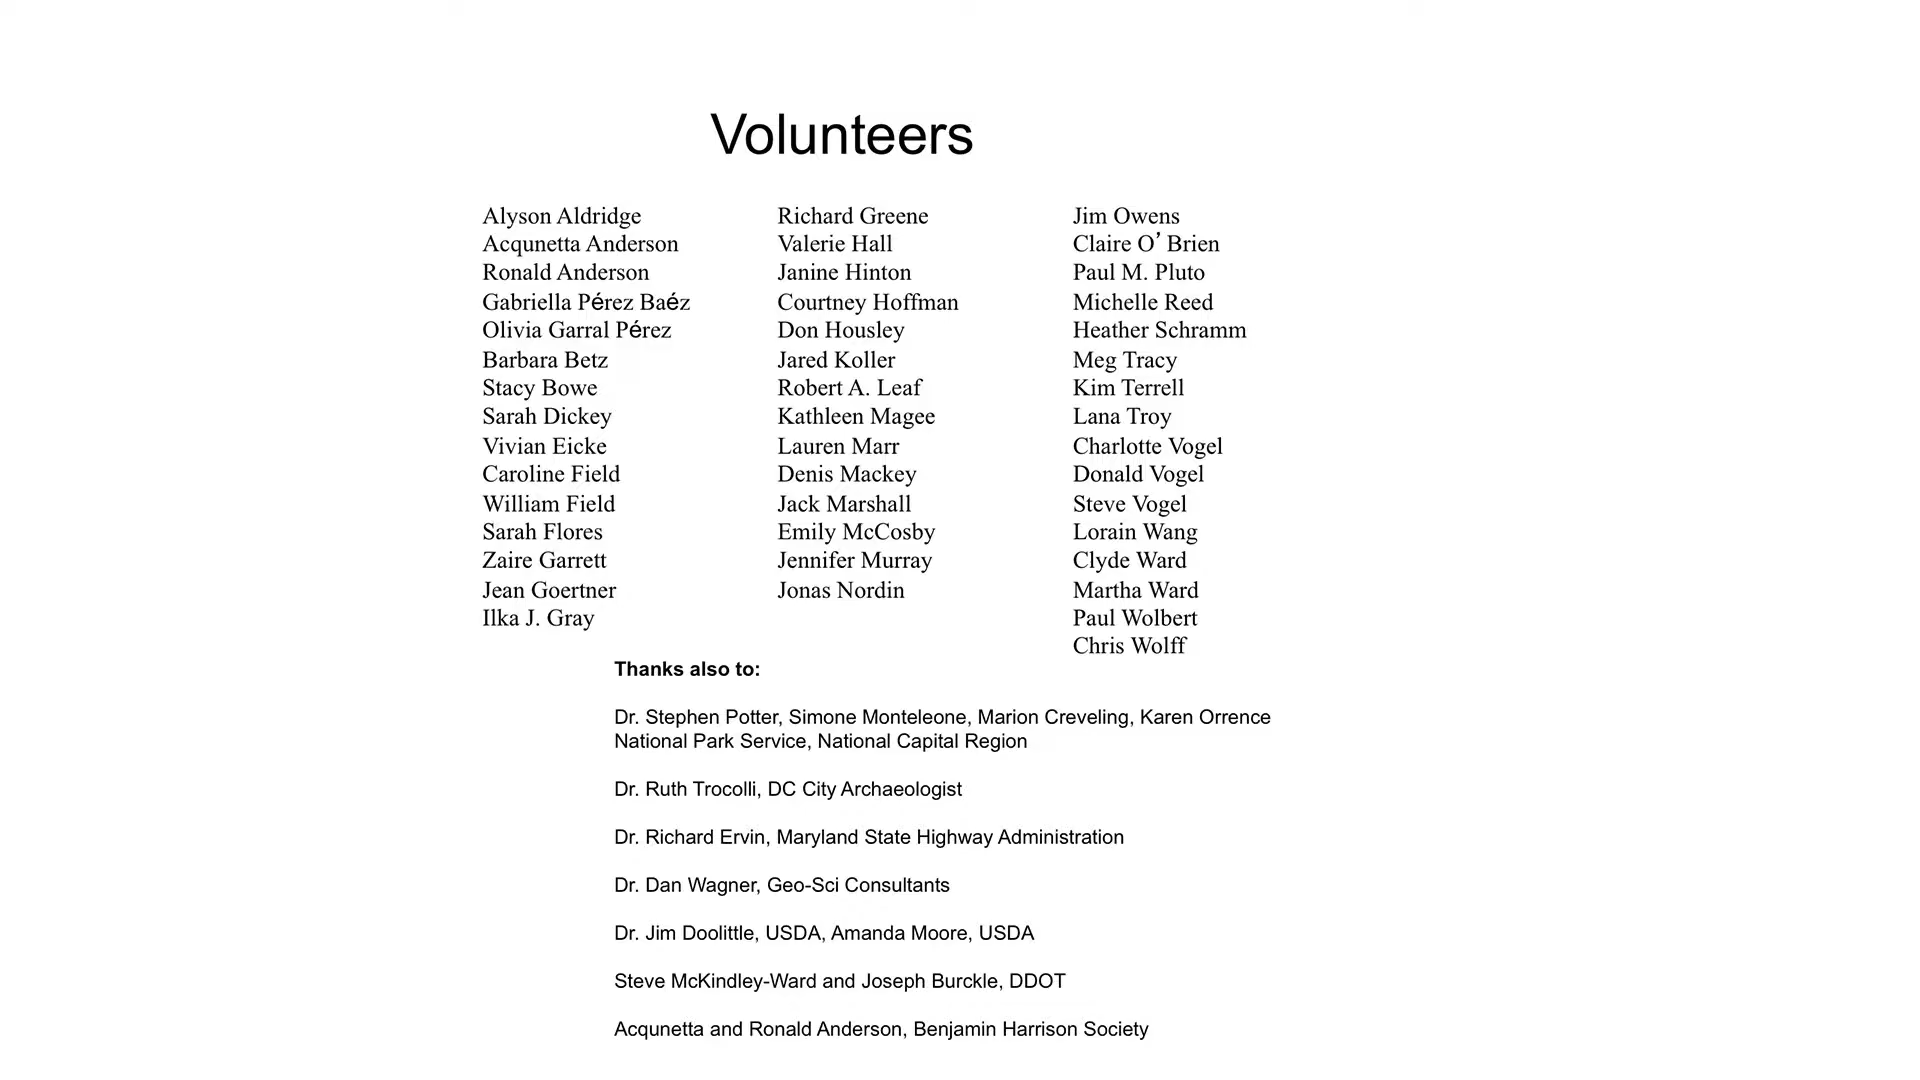 Volunteers
Alyson Aldridge
Acqunetta Anderson
Ronald Anderson
Gabriella Pérez Baéz
Olivia Garral Pérez
Barbara Betz
Stacy Bowe
Sarah Dickey
Vivian Eicke
Caroline Field
William Field
Sarah Flores
Zaire Garrett
Jean Goertner
Ilka J. Gray
Richard Greene
Valerie Hall
Janine Hinton
Courtney Hoffman
Don Housley
Jared Koller
Robert A. Leaf
Kathleen Magee
Lauren Marr
Denis Mackey
Jack Marshall
Emily McCosby
Jennifer Murray
Jonas Nordin
Jim Owens
Claire O’Brien
Paul M. Pluto
Michelle Reed
Heather Schramm
Meg Tracy
Kim Terrell
Lana Troy
Charlotte Vogel
Donald Vogel
Steve Vogel
Lorain Wang
Clyde Ward
Martha Ward
Paul Wolbert
Chris Wolff
Thanks also to:
Dr. Stephen Potter, Simone Monteleone, Marion Creveling, Karen Orrence
National Park Service, National Capital Region
Dr. Ruth Trocolli, DC City Archaeologist
Dr. Richard Ervin, Maryland State Highway Administration
Dr. Dan Wagner, Geo-Sci Consultants
Dr. Jim Doolittle, USDA, Amanda Moore, USDA
Steve McKindley-Ward and Joseph Burckle, DDOT
Acqunetta and Ronald Anderson, Benjamin Harrison Society